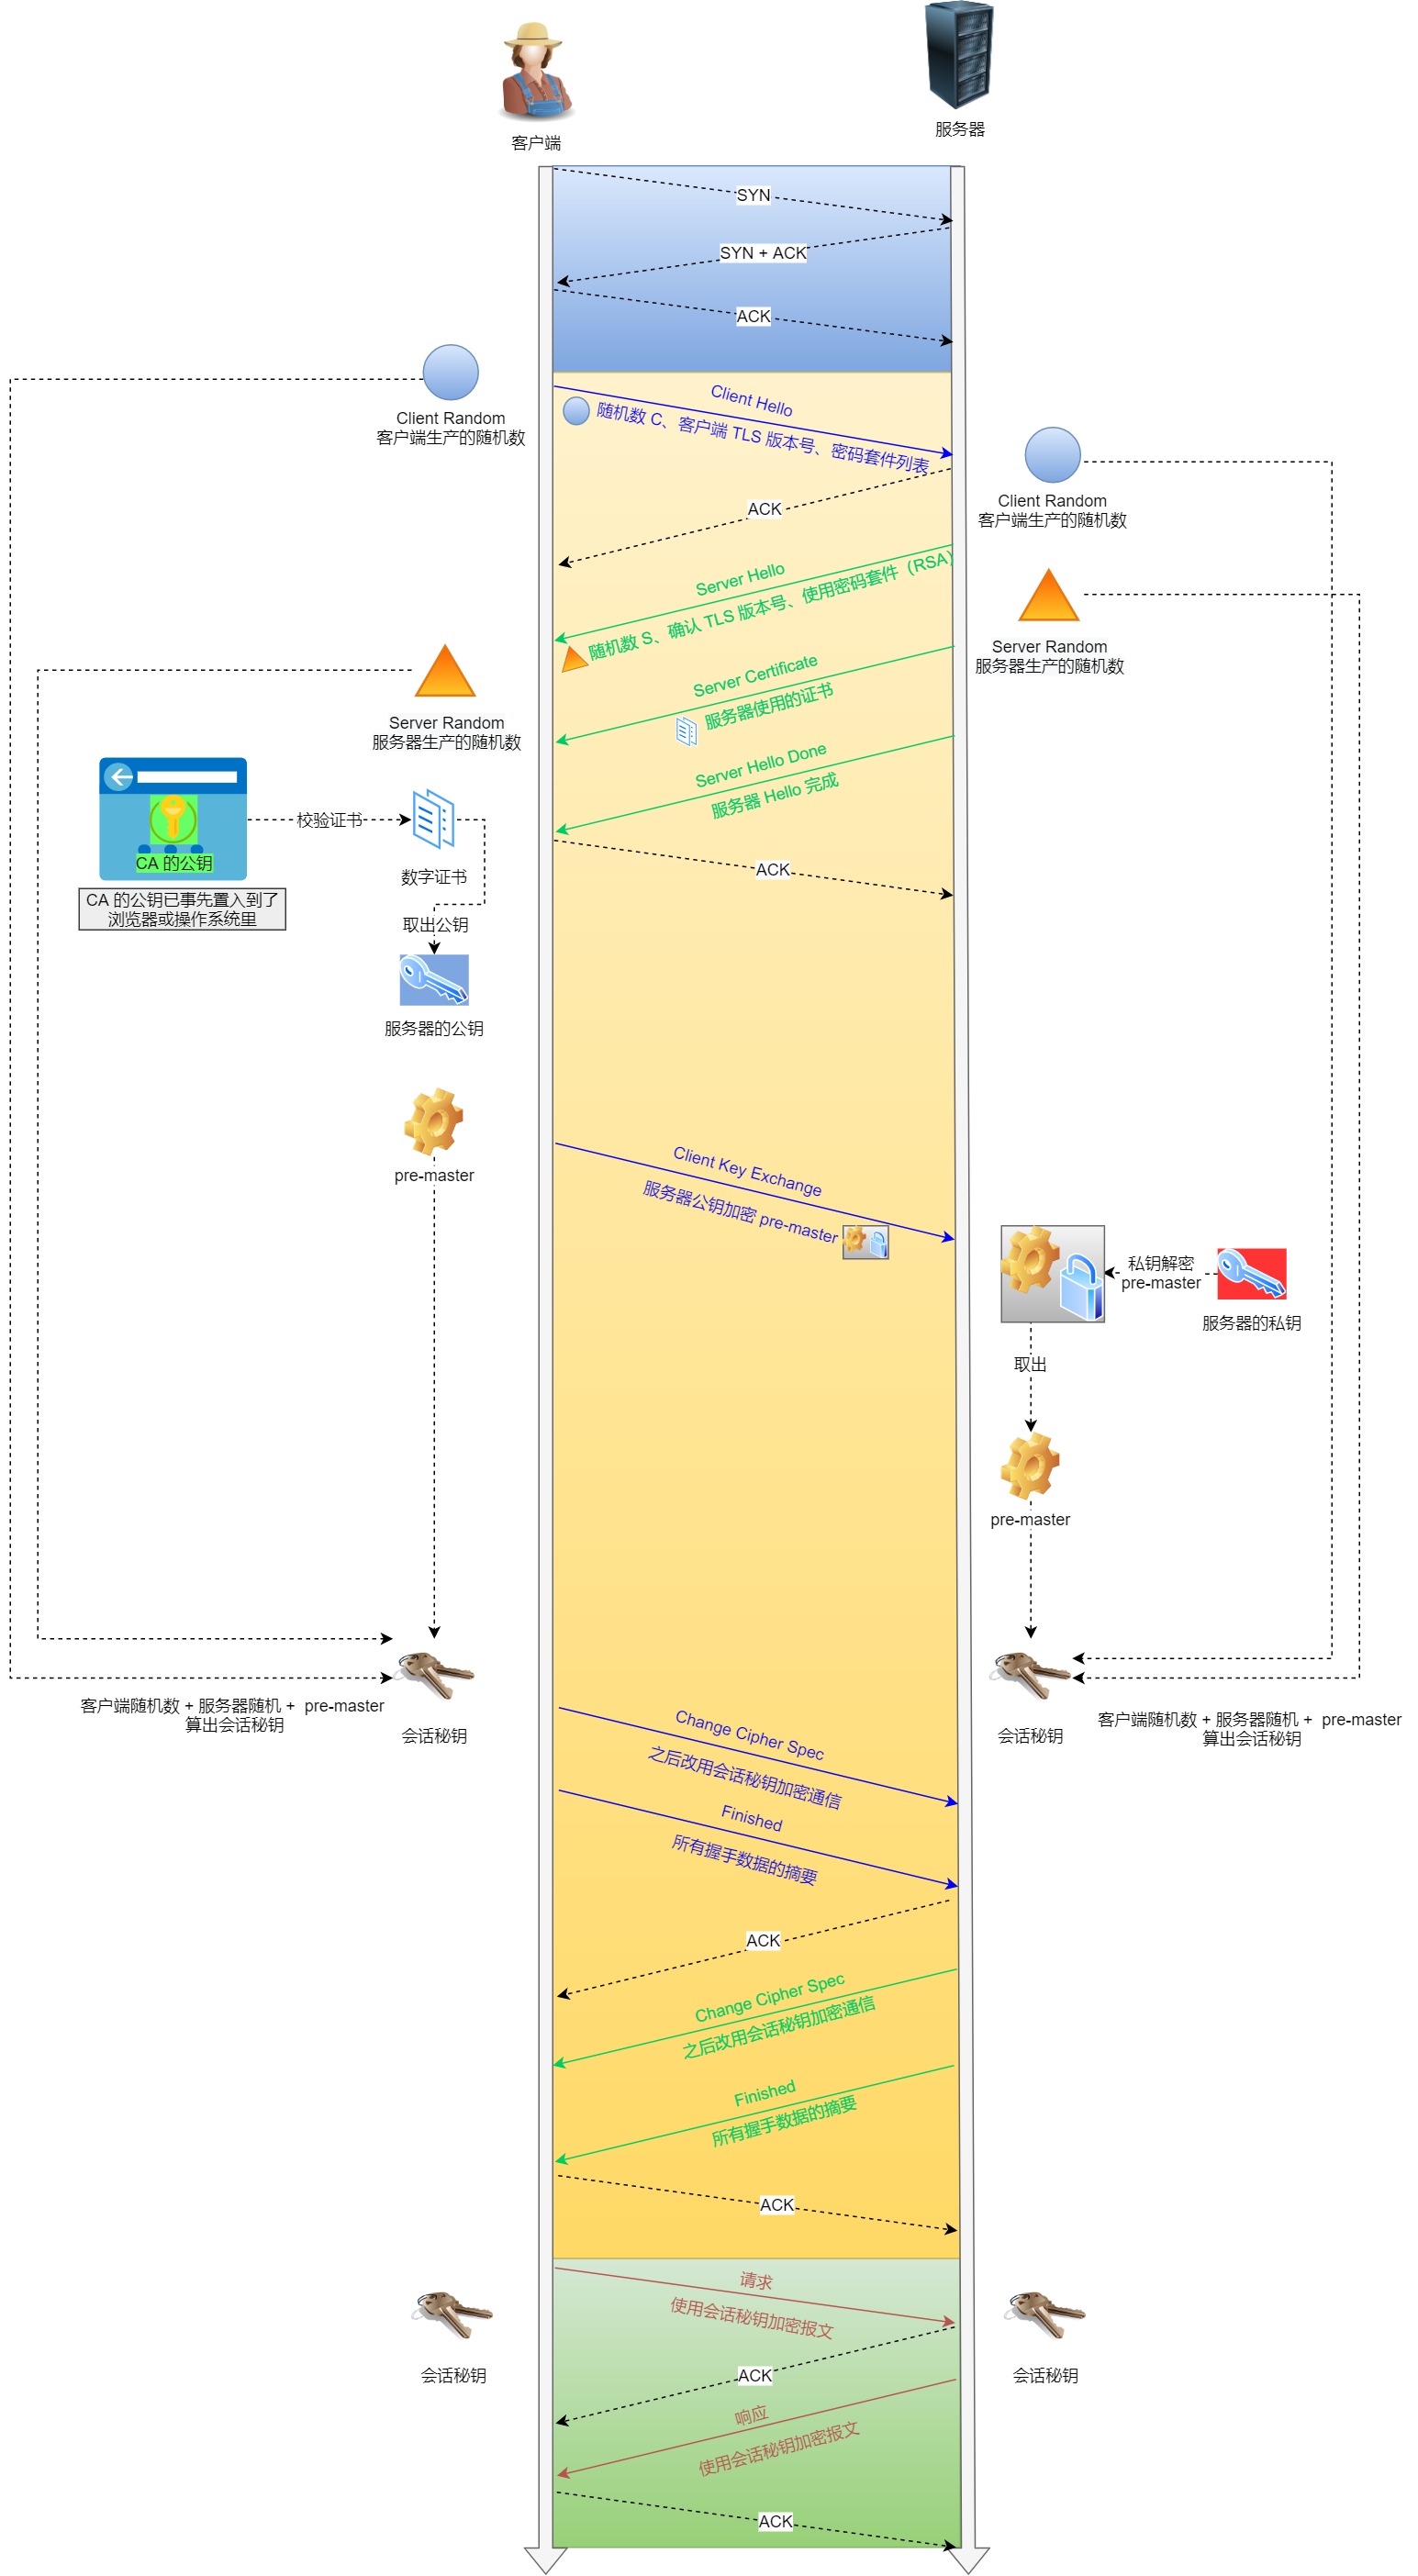 客户端
服务器
SYN
SYN + ACK
ACK
Client Random
客户端生产的随机数
Client Hello
随机数 C、客户端 TLS 版本号、密码套件列表
Client Random
客户端生产的随机数
ACK
Server Hello
随机数 S、确认 TLS 版本号、使用密码套件（RSA）
Server Random
服务器生产的随机数
Server Random
服务器生产的随机数
Server Certificate
服务器使用的证书
Server Hello Done
服务器 Hello 完成
校验证书
CA 的公钥
数字证书
ACK
CA 的公钥已事先置入到了
浏览器或操作系统里
取出公钥
服务器的公钥
pre-master
Client Key Exchange
服务器公钥加密 pre-master
私钥解密
pre-master
服务器的私钥
取出
pre-master
客户端随机数 + 服务器随机 + pre-master
算出会话秘钥
会话秘钥
会话秘钥
客户端随机数 + 服务器随机 + pre-master
算出会话秘钥
Change Cipher Spec
之后改用会话秘钥加密通信
Finished
所有握手数据的摘要
ACK
Change Cipher Spec
之后改用会话秘钥加密通信
Finished
所有握手数据的摘要
ACK
请求
使用会话秘钥加密报文
会话秘钥
ACK
会话秘钥
响应
使用会话秘钥加密报文
ACK